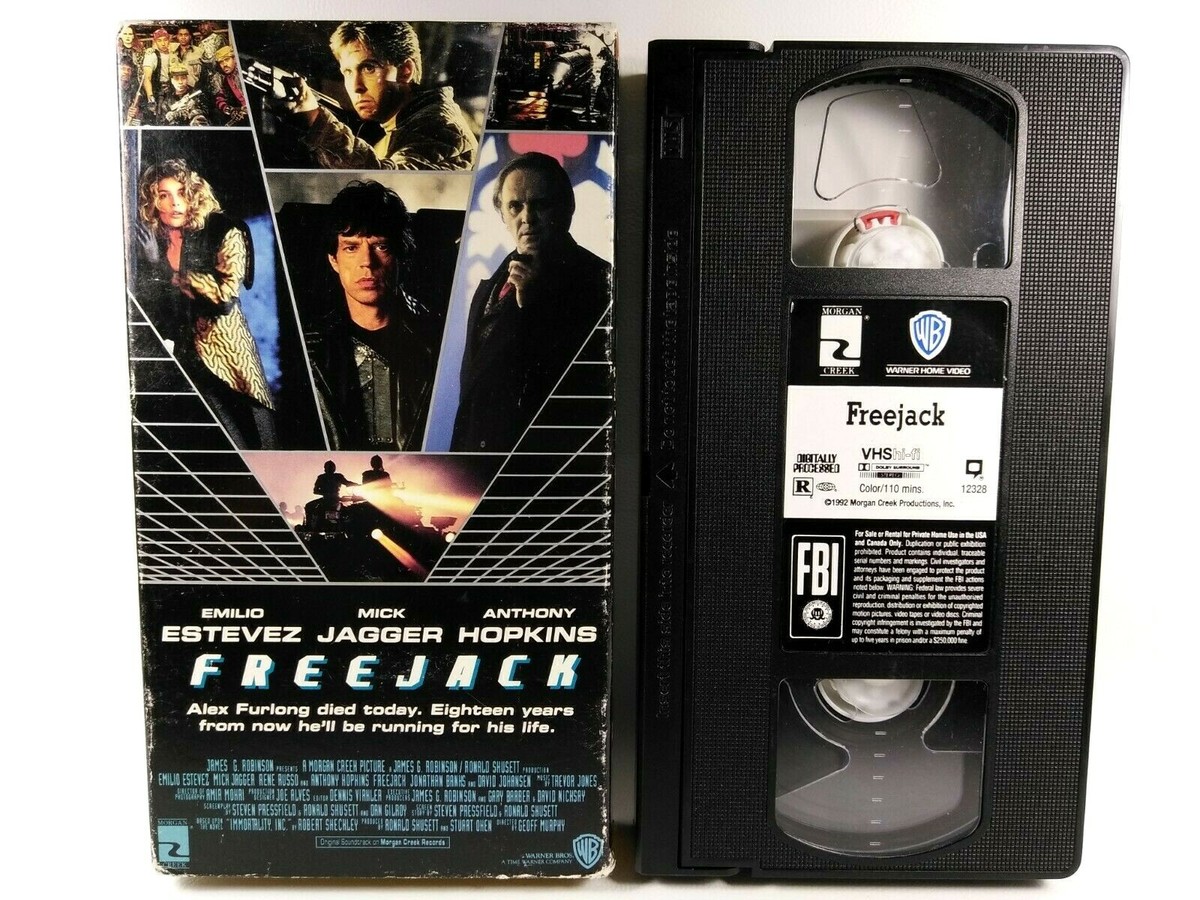 EMILIO MICK ANTHONY
ESTEVEZ JAGGER HOPKINS
FREEJACK
Alex Furlong died today. Eighteen years
from now he'll be running for his life.
JAMES G. ROBINSON PRESENTS A MORGAN CREEK PICTURE A JAMES G. ROBINSON/RONALD SHUSETT PRODUCTION
EMILIO ESTEVEZ MICK JAGGER RENE RUSSO AND ANTHONY HOPKINS FREEJACK JONATHAN BANKS AND DAVID JOHANSEN MUSIC BY TREVOR JONES
DIRECTOR OF PHOTOGRAPHY AMIR MOKRI PRODUCTION DESIGNER JOE ALVES EDITOR DENNIS VIRKLER EXECUTIVE PRODUCERS JAMES G. ROBINSON AND GARY BARBER & DAVID NICKSAY
SCREENPLAY BY STEVEN PRESSFIELD & RONALD SHUSETT AND DAN GILROY STORY BY STEVEN PRESSFIELD & RONALD SHUSETT
BASED UPON THE NOVEL "IMMORTALITY, INC." BY ROBERT SHECKLEY PRODUCED BY RONALD SHUSETT AND STUART OKEN DIRECTED BY GEOFF MURPHY
Original Soundtrack on Morgan Creek Records
MORGAN
CREEK
WARNER BROS.
A TIME WARNER COMPANY
WB
VHS
MORGAN
CREEK
WB
WARNER HOME VIDEO
Freejack
DIGITALLY
PROCESSED
VHS hi-fi
DOLBY SURROUND
STEREO
R
Color/110 mins.
12328
©1992 Morgan Creek Productions, Inc.
FBI
For Sale or Rental for Private Home Use in the USA
and Canada Only. Duplication or public exhibition
prohibited. Product contains individual, traceable
serial numbers and markings. Civil investigators and
attorneys have been engaged to protect the product
and its packaging and supplement the FBI actions
noted below. WARNING: Federal law provides severe
civil and criminal penalties for the unauthorized
reproduction, distribution or exhibition of copyrighted
motion pictures, video tapes or video discs. Criminal
copyright infringement is investigated by the FBI and
may constitute a felony with a maximum penalty of
up to five years in prison and/or a $250,000 fine